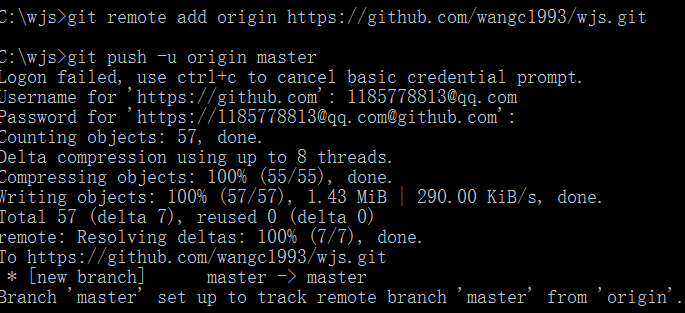 C:\wjs>git remote add origin https://github.com/wangc1993/wjs.git
C:\wjs>git push -u origin master
Logon failed, use ctrl+c to cancel basic credential prompt.
Username for 'https://github.com': 1185778813@qq.com
Password for 'https://1185778813@qq.com@github.com':
Counting objects: 57, done.
Delta compression using up to 8 threads.
Compressing objects: 100% (55/55), done.
Writing objects: 100% (57/57), 1.43 MiB | 290.00 KiB/s, done.
Total 57 (delta 7), reused 0 (delta 0)
remote: Resolving deltas: 100% (7/7), done.
To https://github.com/wangc1993/wjs.git
 * [new branch]      master -> master
Branch 'master' set up to track remote branch 'master' from 'origin'.